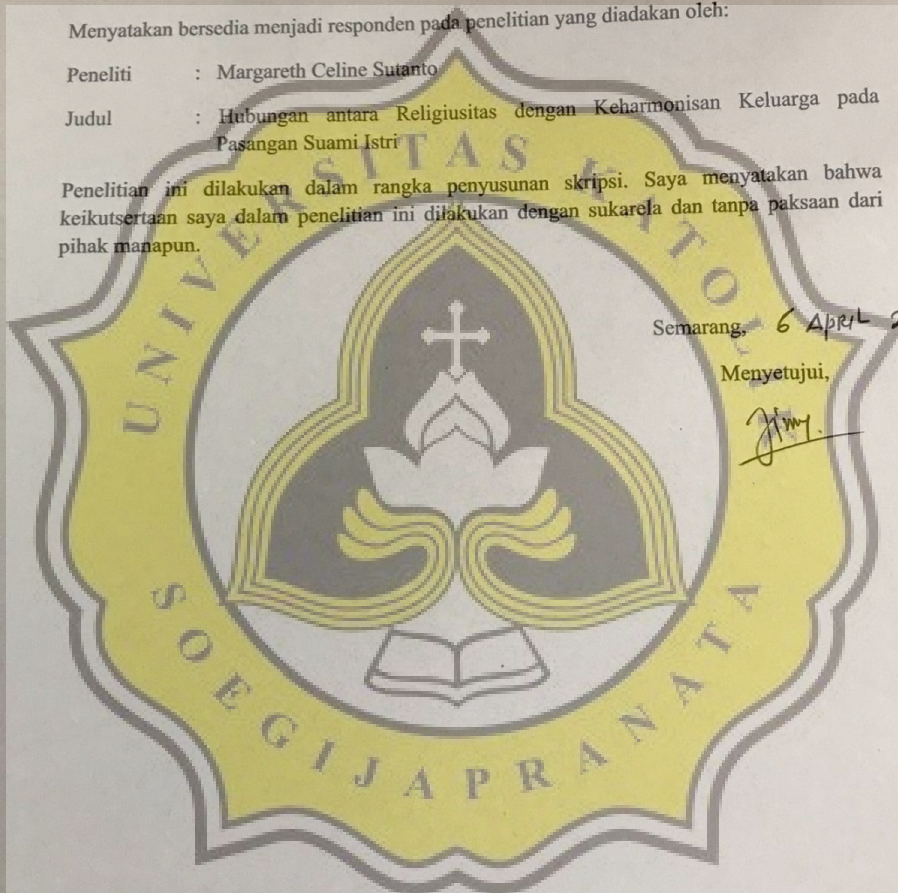 Menyatakan bersedia menjadi responden pada penelitian yang diadakan oleh:
Peneliti : Margareth Celine Sutanto
Judul : Hubungan antara Religiusitas dengan Keharmonisan Keluarga pada
Pasangan Suami Istri
Penelitian ini dilakukan dalam rangka penyusunan skripsi. Saya menyatakan bahwa
keikutsertaan saya dalam penelitian ini dilakukan dengan sukarela dan tanpa paksaan dari
pihak manapun.
Semarang, 6 APRIL 2
Menyetujui,
UNIVERSITAS KATOLIK
SOEGIJAPRANATA